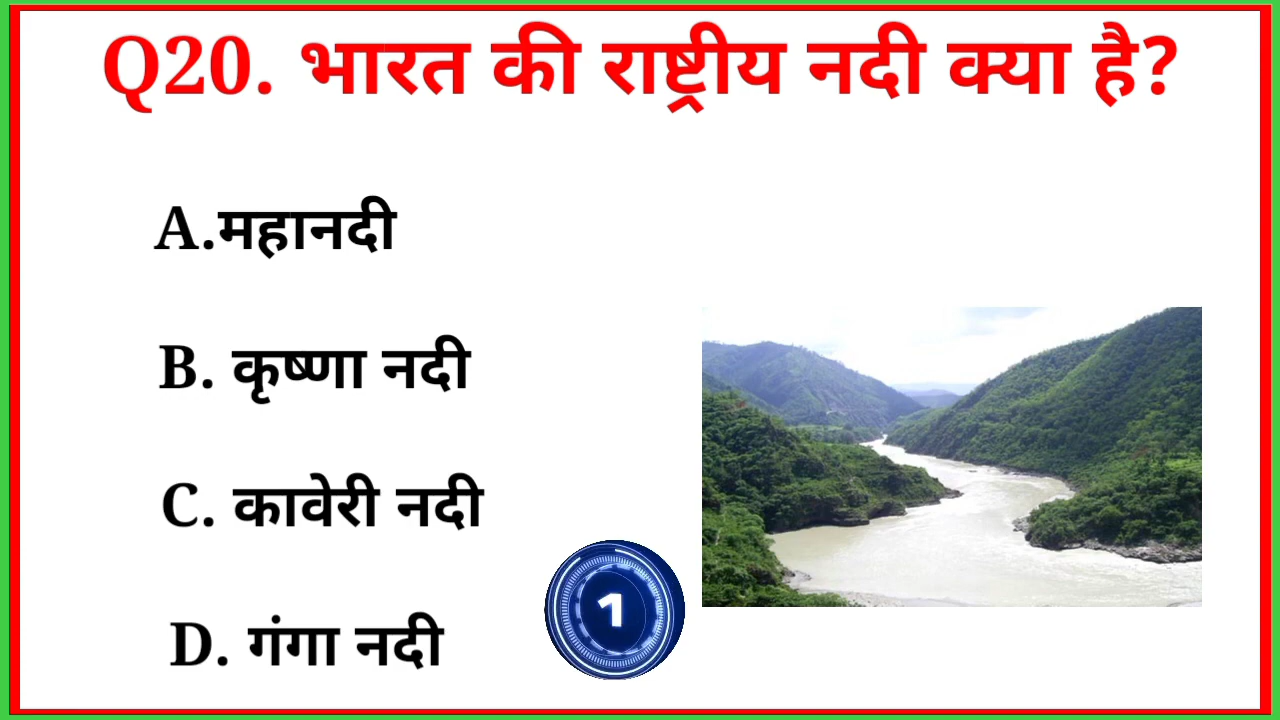 Q20. भारत की राष्ट्रीय नदी क्या है?
A.महानदी
B. कृष्णा नदी
C. कावेरी नदी
D. गंगा नदी
1